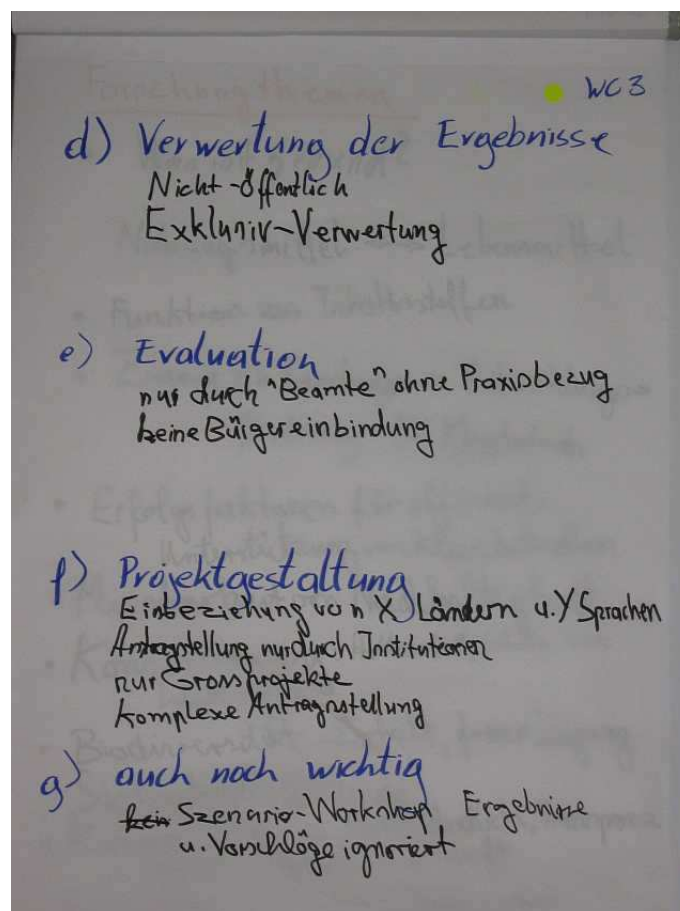 WC3
d) Verwertung der Ergebnisse
Nicht-Öffentlich
Exklusiv-Verwertung
e) Evaluation
nur durch "Beamte" ohne Praxisbezug
keine Bürgereinbindung
f) Projektgestaltung
Einbeziehung von X Ländern u. Y Sprachen
Antragstellung nur durch Institutionen
nur Grossprojekte
komplexe Antragsstellung
g) auch noch wichtig
kein Szenario-Workshop Ergebnisse
u. Vorschläge ignoriert